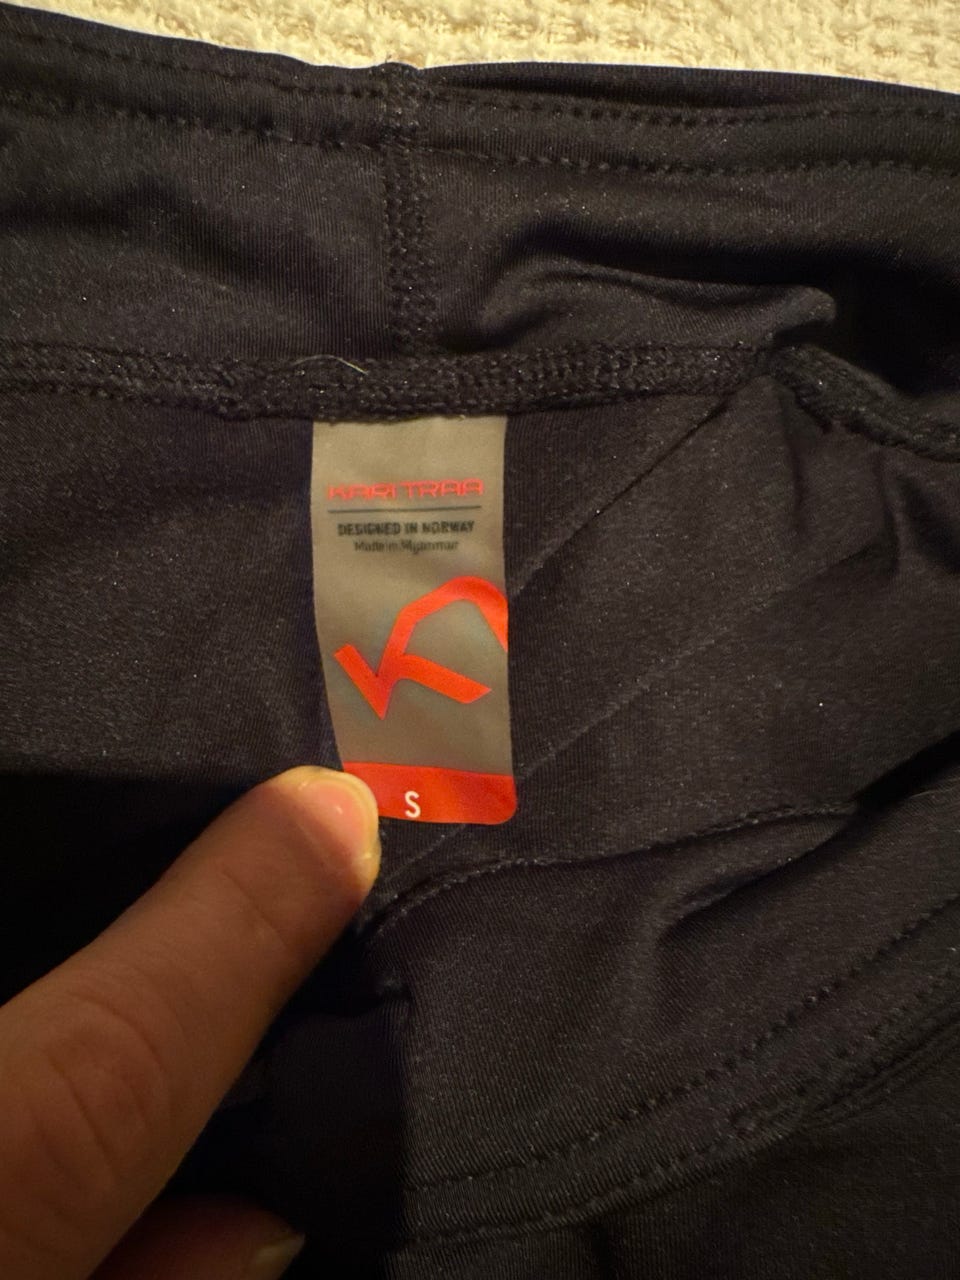 KARI TRAA
DESIGNED IN NORWAY
Made in Myanmar
S